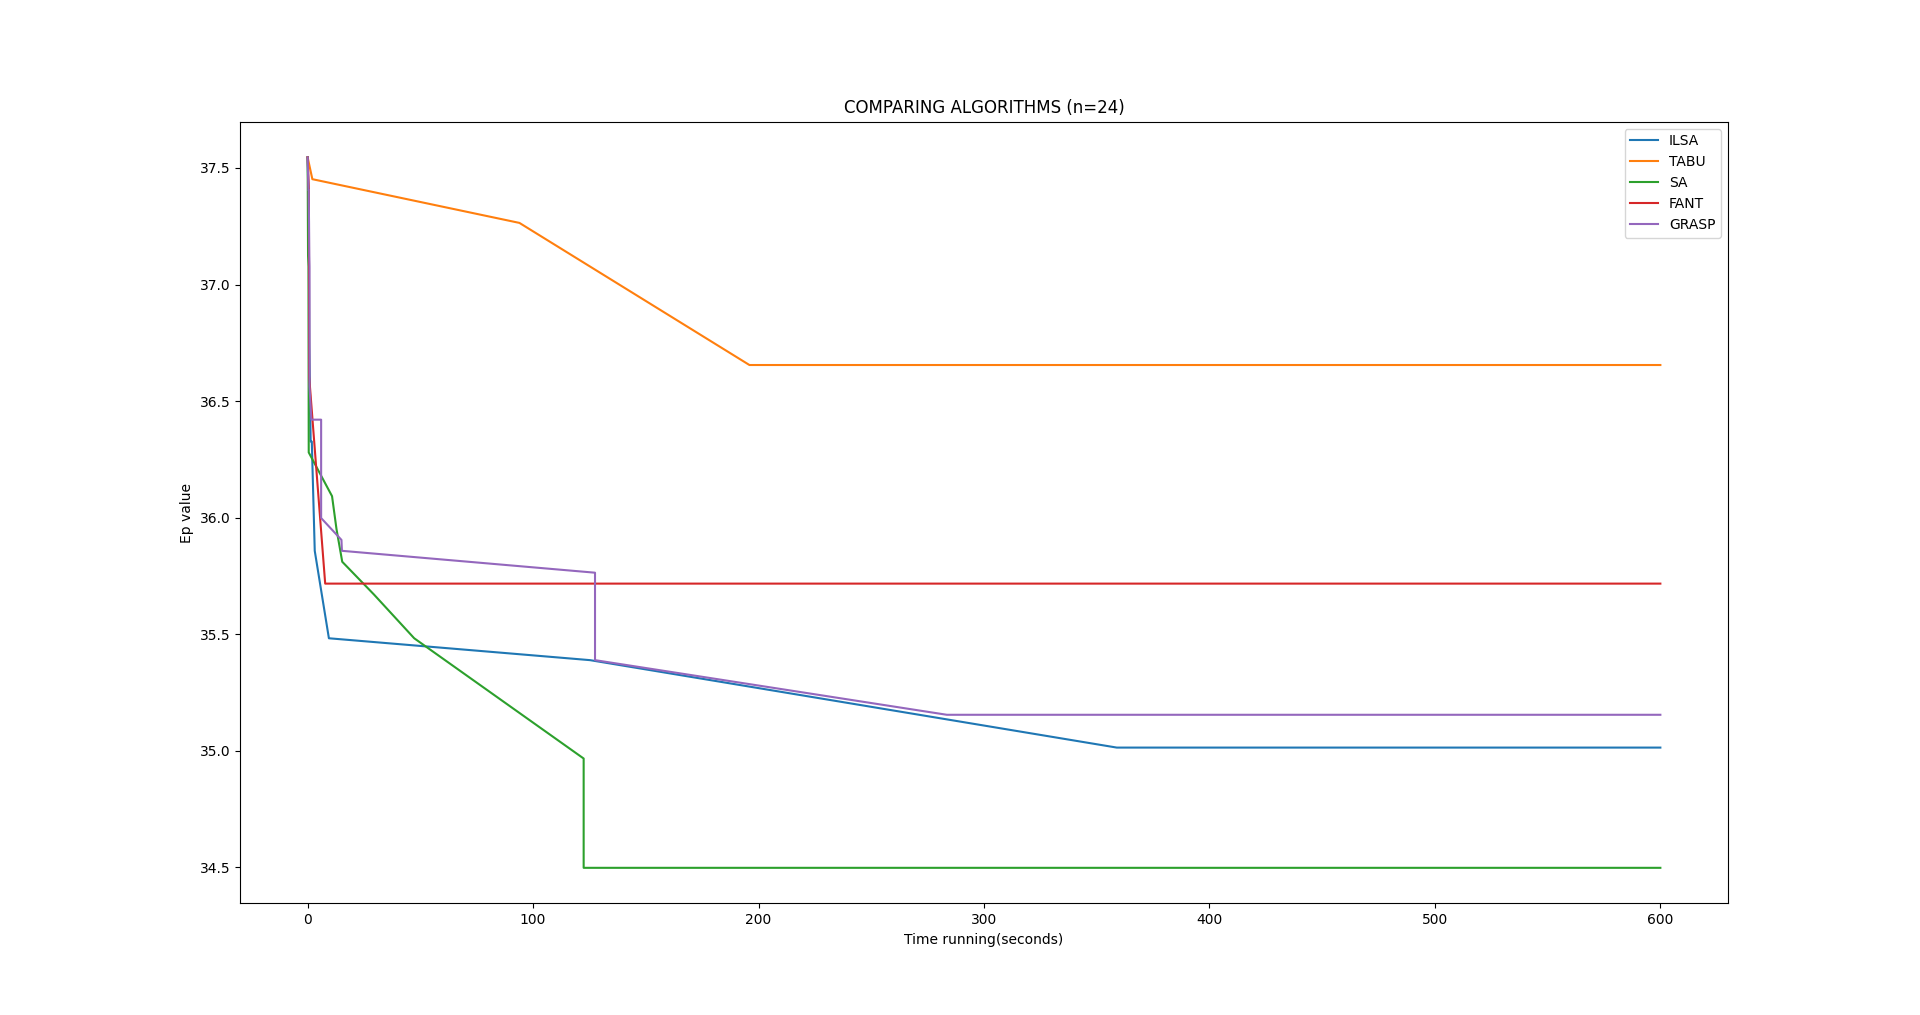 COMPARING ALGORITHMS (n=24)
ILSA
TABU
SA
FANT
GRASP
37.5
37.0
36.5
36.0
35.5
35.0
34.5
Ep value
0 100 200 300 400 500 600
Time running(seconds)